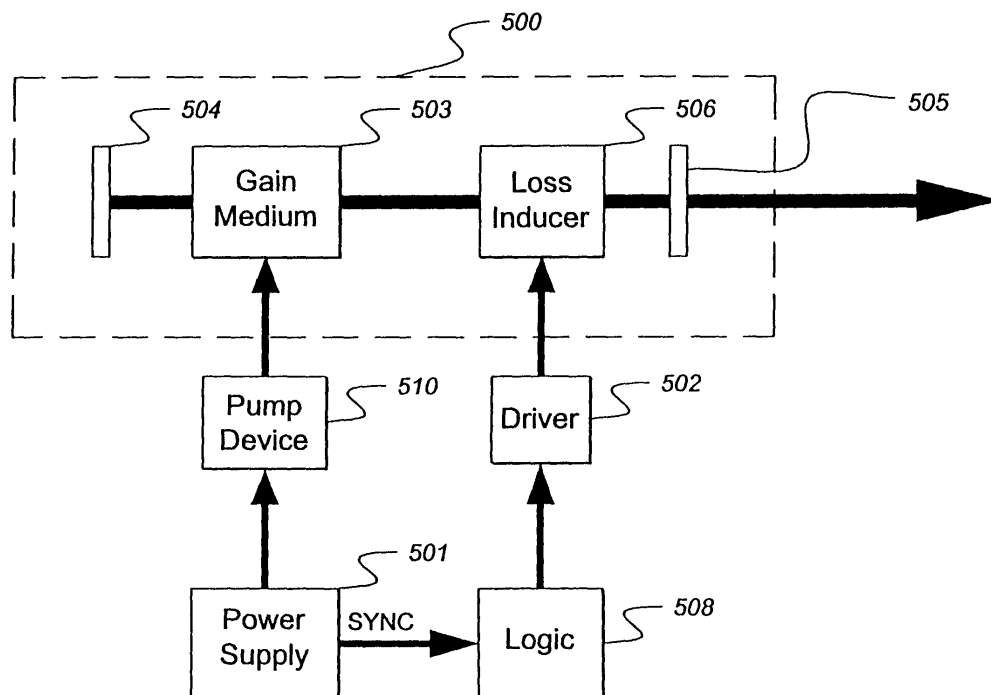 500
504
503
506
505
Gain
Medium
Loss
Inducer
510
502
Pump
Device
Driver
501
508
Power
Supply
SYNC
Logic